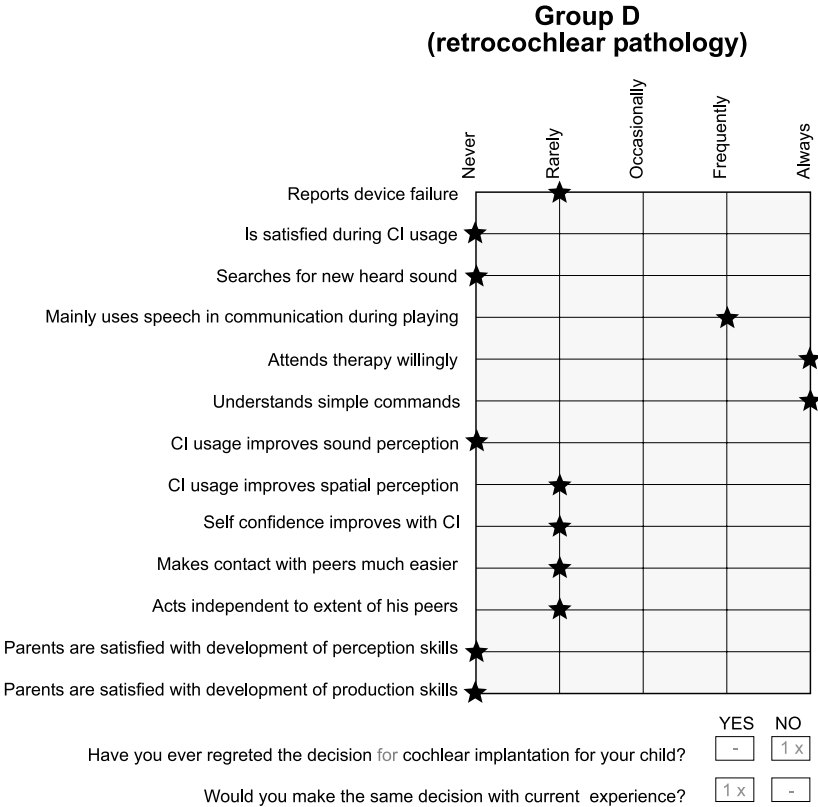 Group D
(retrocochlear pathology)
Never
Rarely
Occasionally
Frequently
Always
Reports device failure
Is satisfied during CI usage
Searches for new heard sound
Mainly uses speech in communication during playing
Attends therapy willingly
Understands simple commands
CI usage improves sound perception
CI usage improves spatial perception
Self confidence improves with CI
Makes contact with peers much easier
Acts independent to extent of his peers
Parents are satisfied with development of perception skills
Parents are satisfied with development of production skills
YES NO
Have you ever regretted the decision for cochlear implantation for your child? - 1 x
Would you make the same decision with current experience? 1 x -